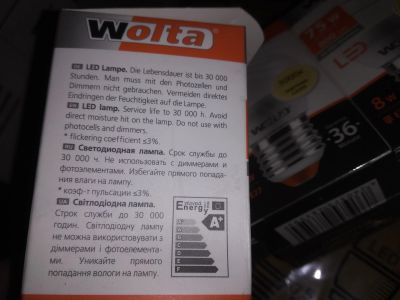 wolta
DE LED Lampe. Die Lebensdauer ist bis 30 000
Stunden. Man muss mit den Photozellen und
Dimmern nicht gebrauchen. Vermeiden direktes
Eindringen der Feuchtigkeit auf die Lampe.
LED lamp. Service life to 30 000 h. Avoid
direct moisture hit on the lamp. Do not use with
photocells and dimmers.
* flickering coefficient ≤3%.
RU Светодиодная лампа. Срок службы до
30 000 ч. Не использовать с диммерами и
фотоэлементами. Избегайте прямого попада-
ния влаги на лампу.
* коэф-т пульсации ≤3%.
UA Світлодіодна лампа.
Строк служби до 30 000
годин. Світлодіодну лампу
не можна використовувати з
діммерами і фотоелемента-
ми. Уникайте прямого
попадання вологи на лампу.
Energy
A+
LED
36